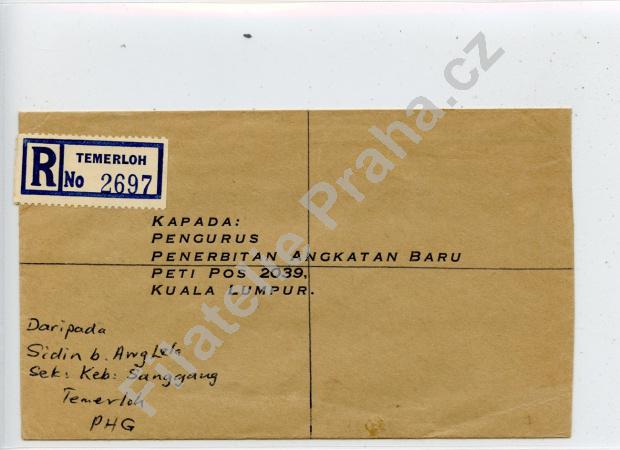 R TEMERLOH
No 2697
KAPADA:
PENGURUS
PENERBITAN ANGKATAN BARU
PETI POS 2039,
KUALA LUMPUR.
Daripada
Sidin b. Awg Lela
Sek: Keb: Sanggang
Temerloh
PHG
Filatelie Praha.cz